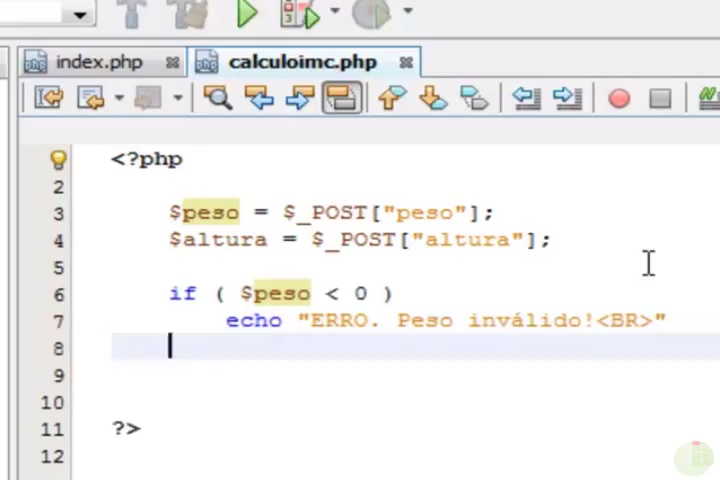 index.php
calculoimc.php
<?php
2
3 $peso = $_POST["peso"];
4 $altura = $_POST["altura"];
5
6 if ( $peso < 0 )
7 echo "ERRO. Peso inválido!<BR>"
8
9
10
11 ?>
12